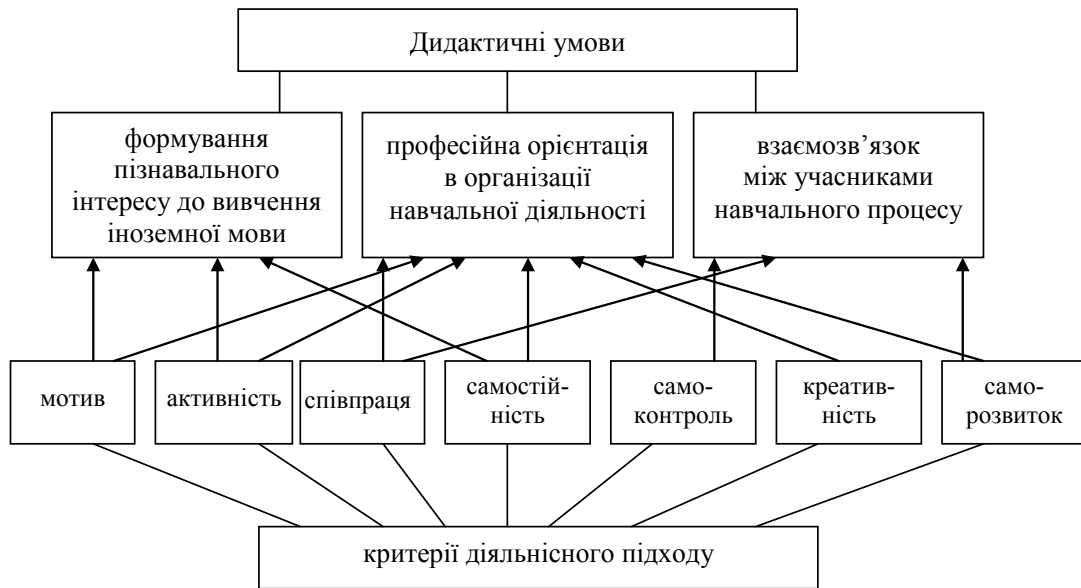 Дидактичні умови
формування
пізнавального
інтересу до вивчення
іноземної мови
професійна орієнтація
в організації
навчальної діяльності
взаємозв’язок
між учасниками
навчального процесу
мотив
активність
співпраця
самостій-
ність
само-
контроль
креатив-
ність
само-
розвиток
критерії діяльнісного підходу